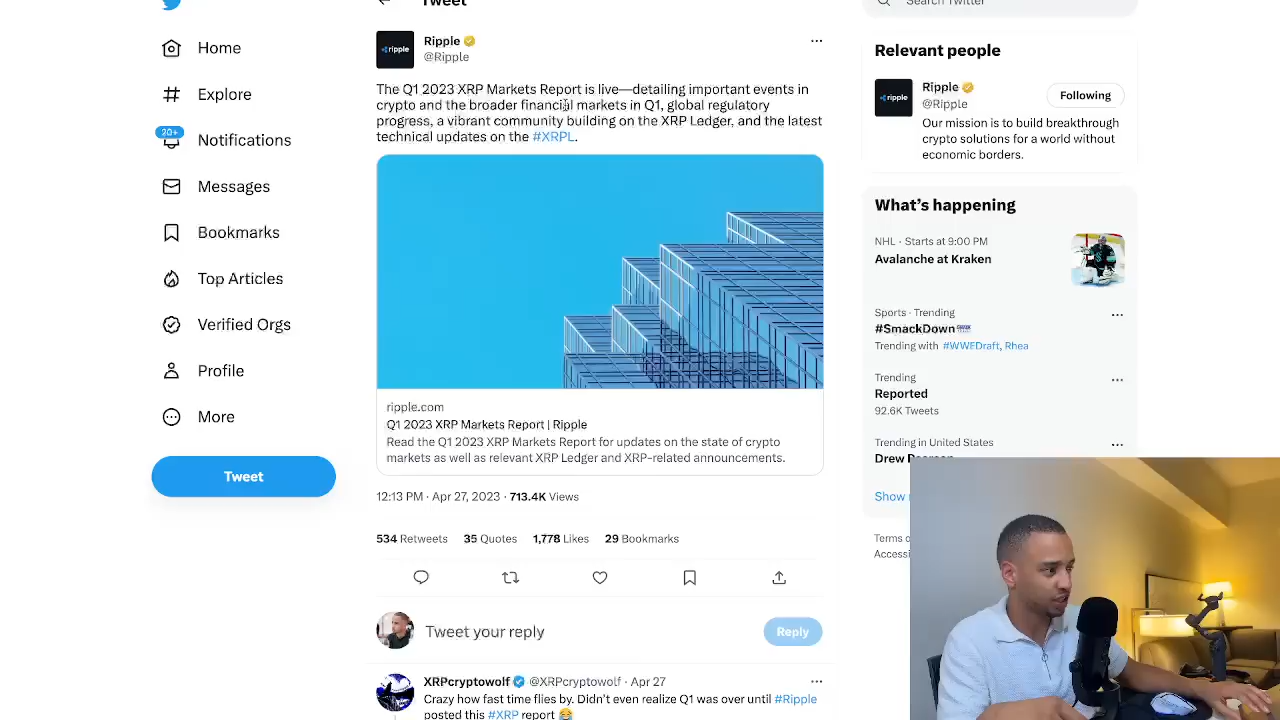 Tweet
Search Twitter
Home
Explore
20+
Notifications
Messages
Bookmarks
Top Articles
Verified Orgs
Profile
More
Tweet
ripple
Ripple
@Ripple
The Q1 2023 XRP Markets Report is live—detailing important events in
crypto and the broader financial markets in Q1, global regulatory
progress, a vibrant community building on the XRP Ledger, and the latest
technical updates on the #XRPL.
ripple.com
Q1 2023 XRP Markets Report | Ripple
Read the Q1 2023 XRP Markets Report for updates on the state of crypto
markets as well as relevant XRP Ledger and XRP-related announcements.
12:13 PM · Apr 27, 2023 · 713.4K Views
534 Retweets 35 Quotes 1,778 Likes 29 Bookmarks
Tweet your reply
Reply
XRPcryptowolf @XRPcryptowolf · Apr 27
Crazy how fast time flies by. Didn't even realize Q1 was over until #Ripple
posted this #XRP report 😂
Relevant people
ripple
Ripple
@Ripple
Following
Our mission is to build breakthrough
crypto solutions for a world without
economic borders.
What's happening
NHL · Starts at 9:00 PM
Avalanche at Kraken
Sports · Trending
#SmackDown
Trending with #WWEDraft, Rhea
Trending
Reported
92.6K Tweets
Trending in United States
Drew
Show
Terms